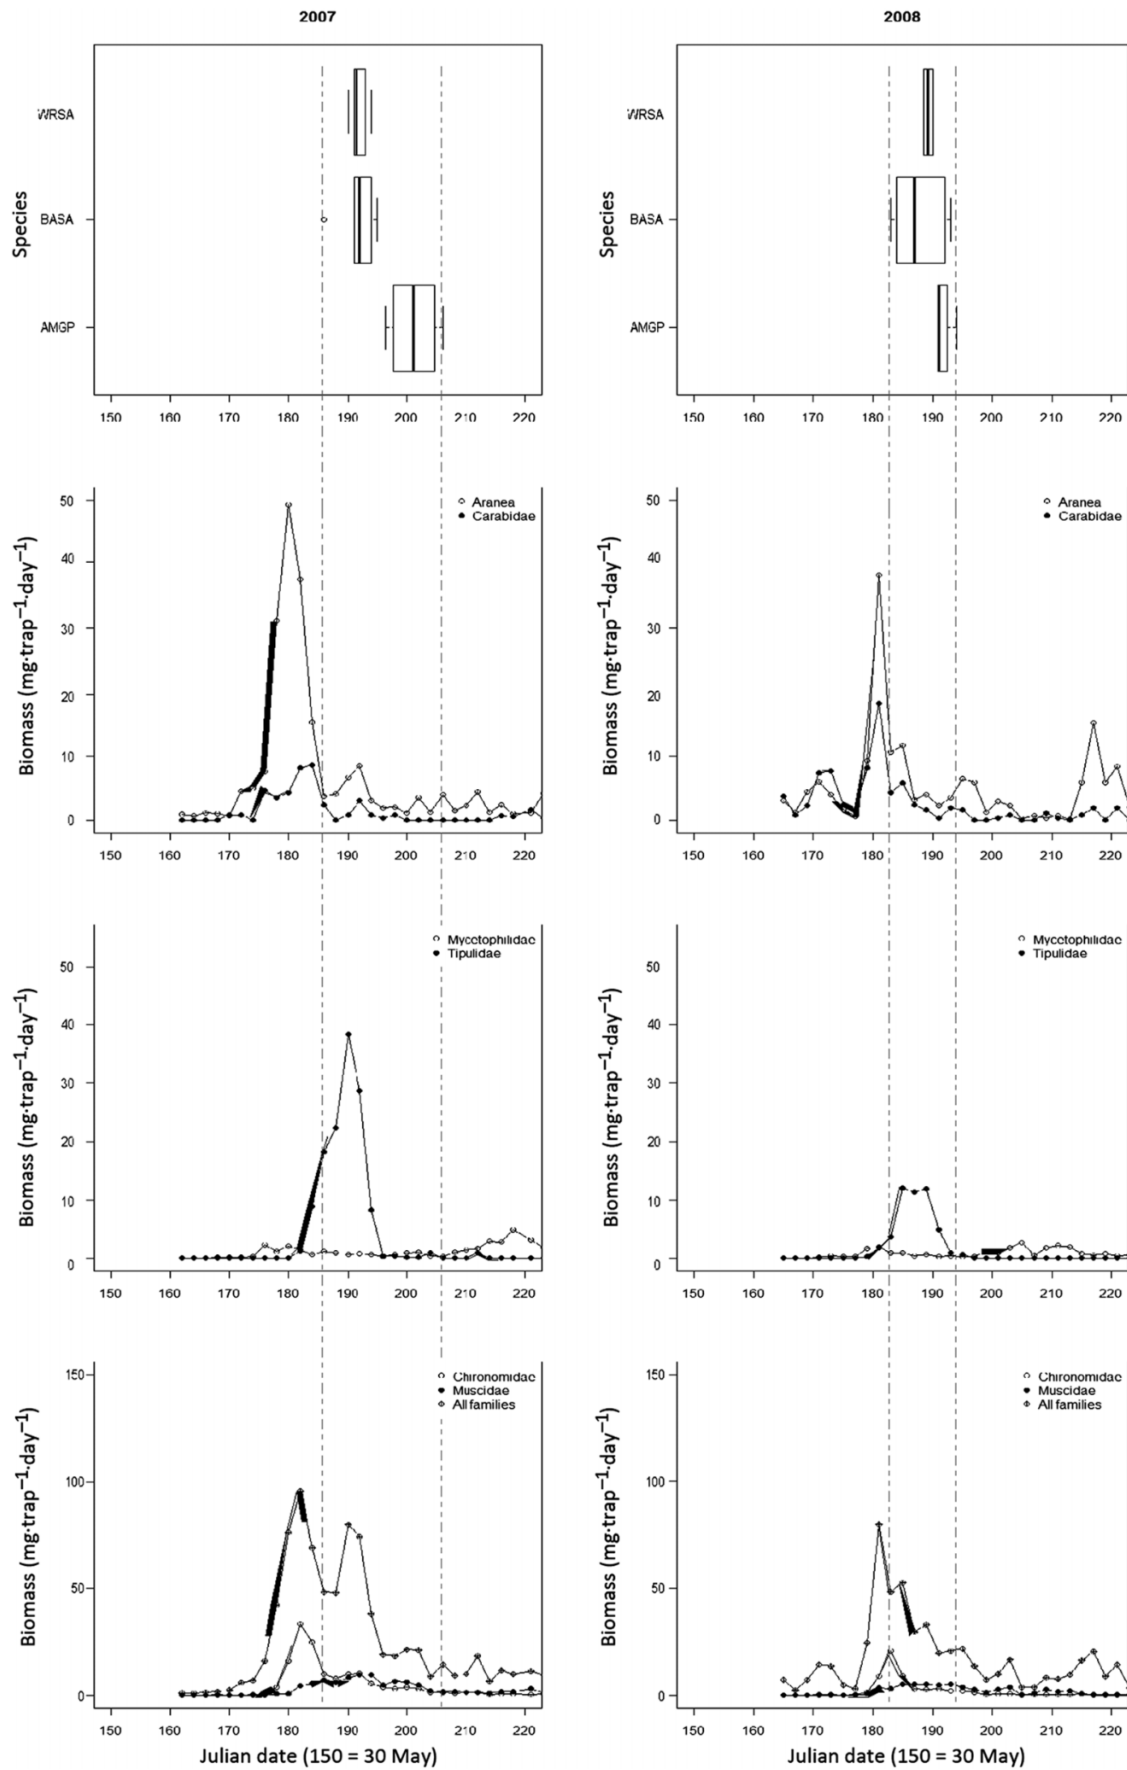 2007
2008
WRSA
BASA
AMGP
Species
150 160 170 180 190 200 210 220
WRSA
BASA
AMGP
Species
150 160 170 180 190 200 210 220
Aranea
Carabidae
50
40
30
20
10
0
Biomass (mg·trap⁻¹·day⁻¹)
150 160 170 180 190 200 210 220
Aranea
Carabidae
50
40
30
20
10
0
Biomass (mg·trap⁻¹·day⁻¹)
150 160 170 180 190 200 210 220
Mycetophilidae
Tipulidae
50
40
30
20
10
0
Biomass (mg·trap⁻¹·day⁻¹)
150 160 170 180 190 200 210 220
Mycetophilidae
Tipulidae
50
40
30
20
10
0
Biomass (mg·trap⁻¹·day⁻¹)
150 160 170 180 190 200 210 220
Chironomidae
Muscidae
All families
150
100
50
0
Biomass (mg·trap⁻¹·day⁻¹)
150 160 170 180 190 200 210 220
Julian date (150 = 30 May)
Chironomidae
Muscidae
All families
150
100
50
0
Biomass (mg·trap⁻¹·day⁻¹)
150 160 170 180 190 200 210 220
Julian date (150 = 30 May)